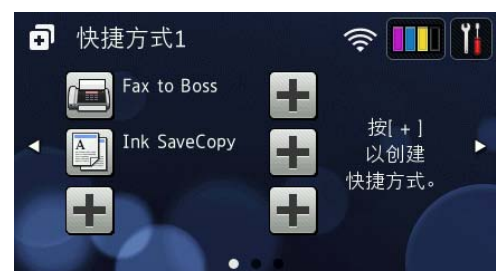 快捷方式1
Fax to Boss
Ink SaveCopy
按[ + ]
以创建
快捷方式。